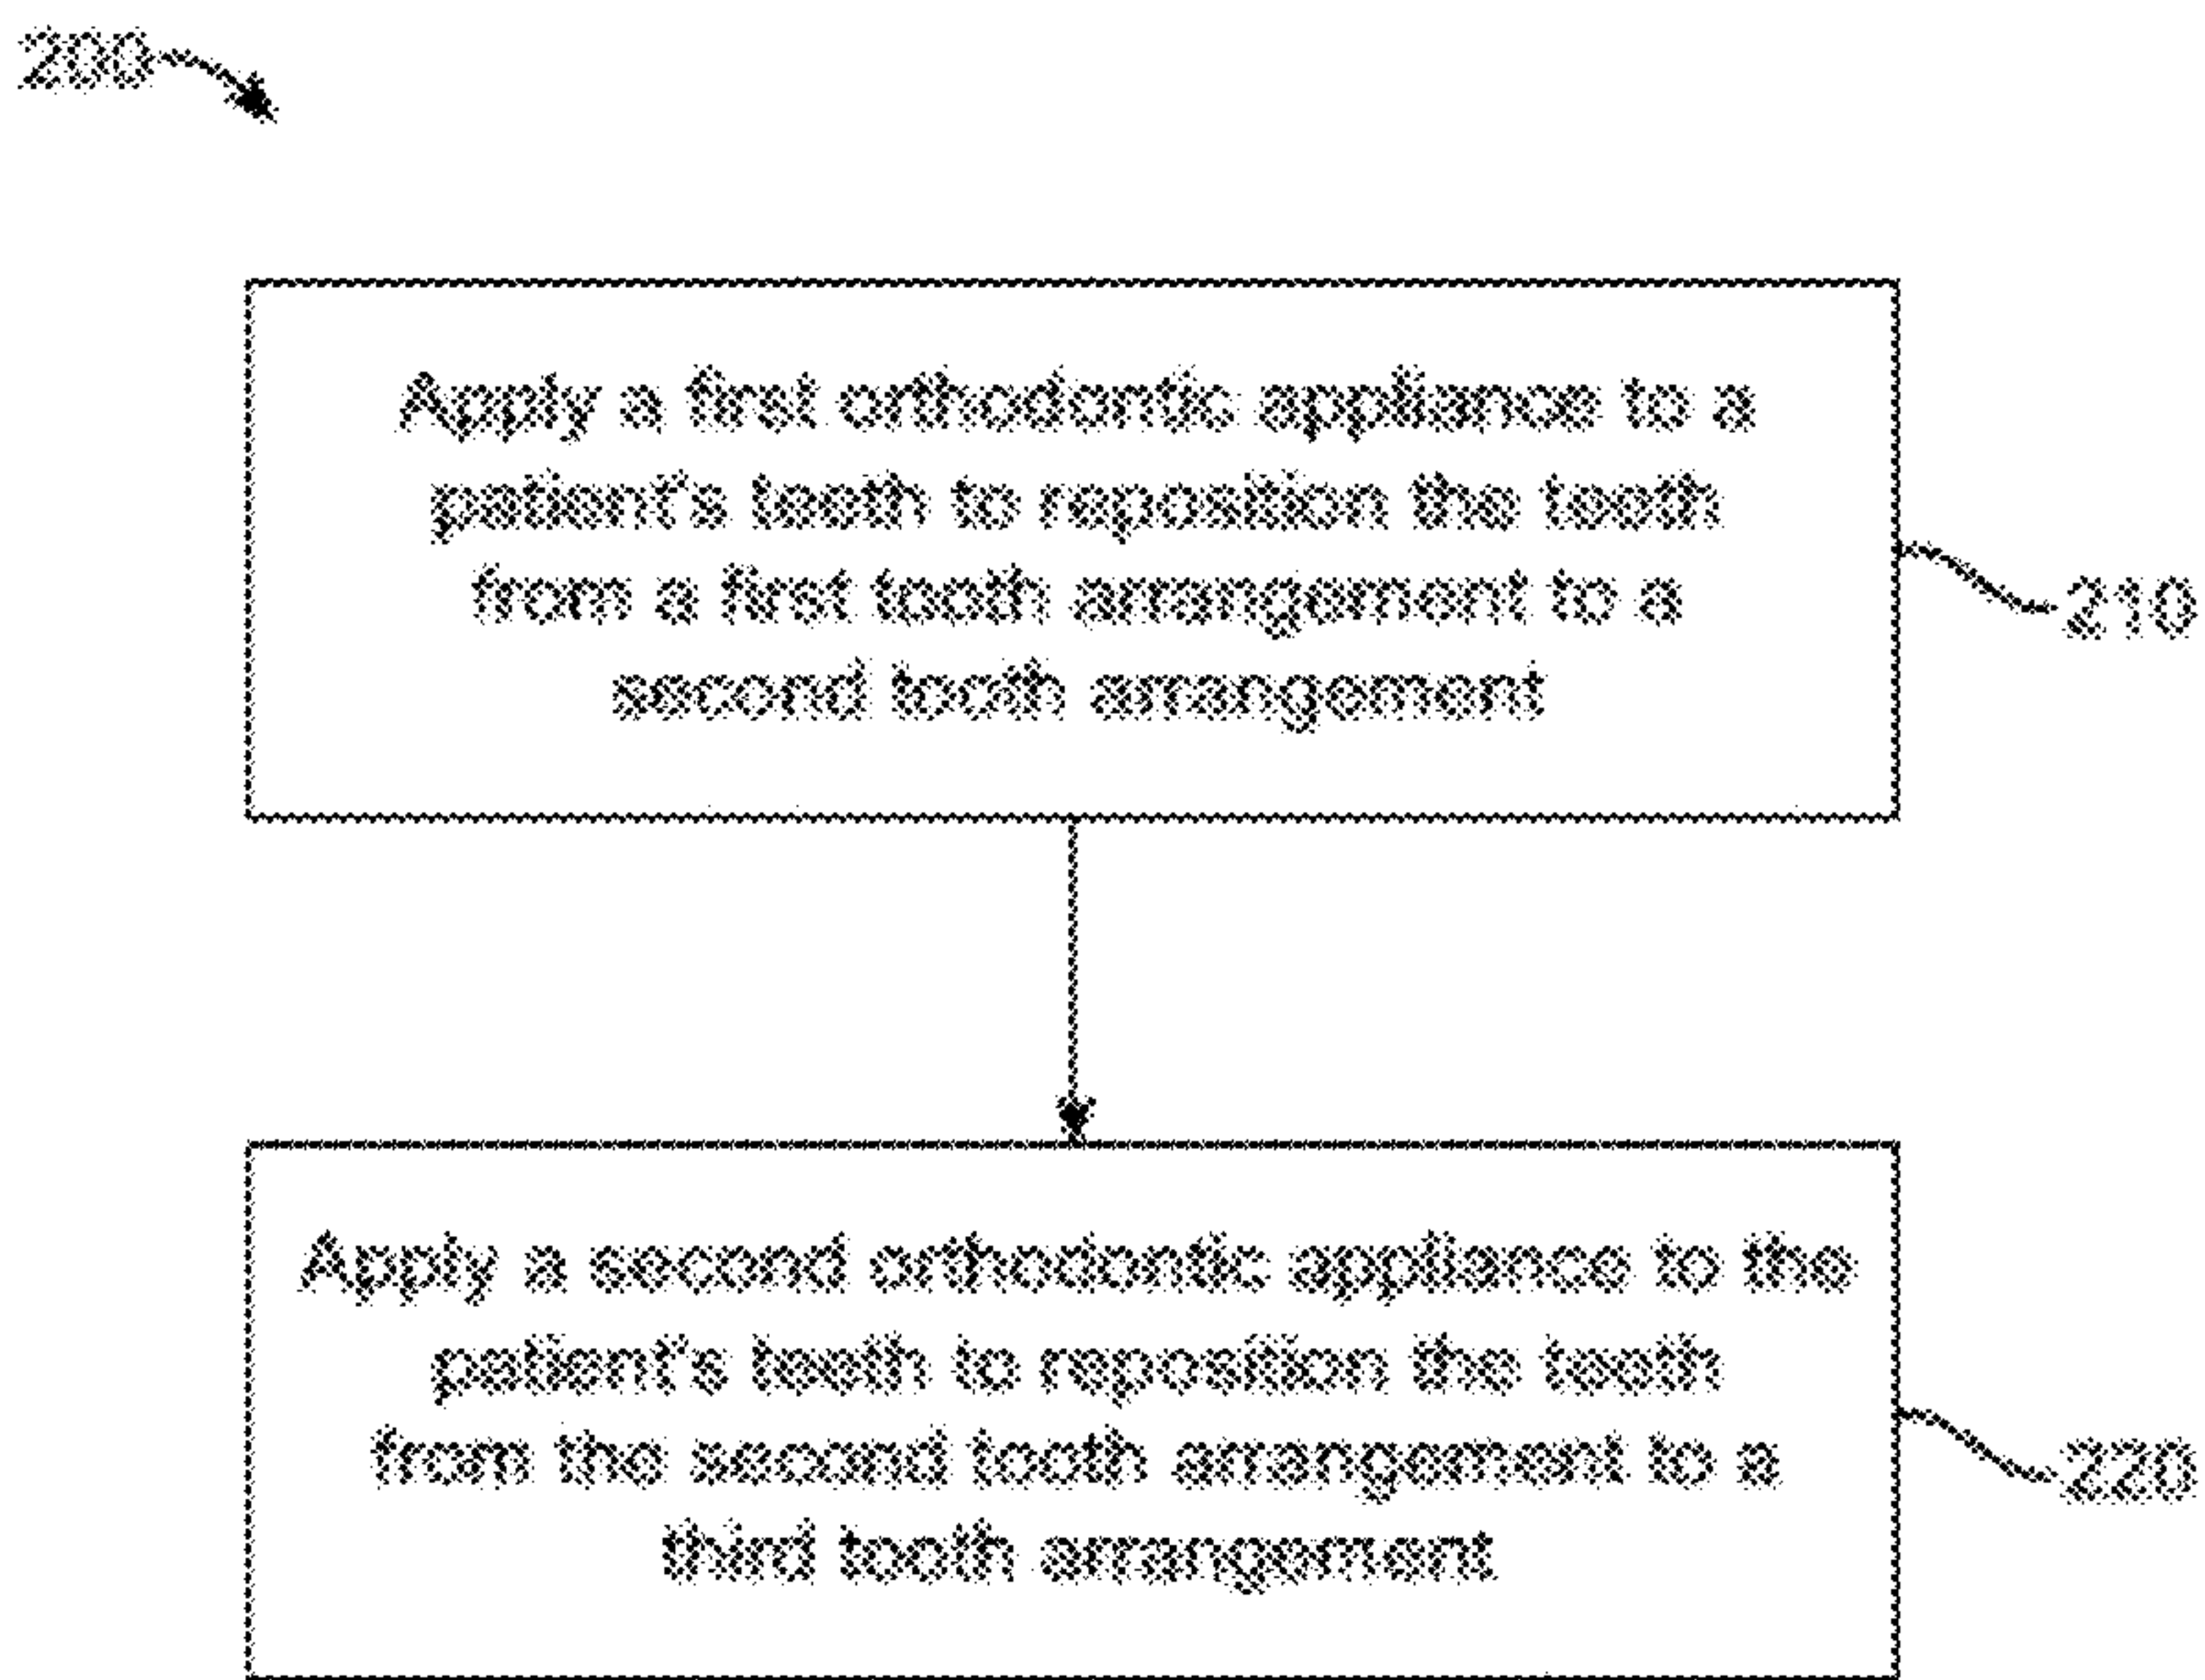 200
Apply a first orthodontic appliance to a
patient's teeth to reposition the teeth
from a first tooth arrangement to a
second tooth arrangement
210
Apply a second orthodontic appliance to the
patient's teeth to reposition the teeth
from the second tooth arrangement to a
third tooth arrangement
220